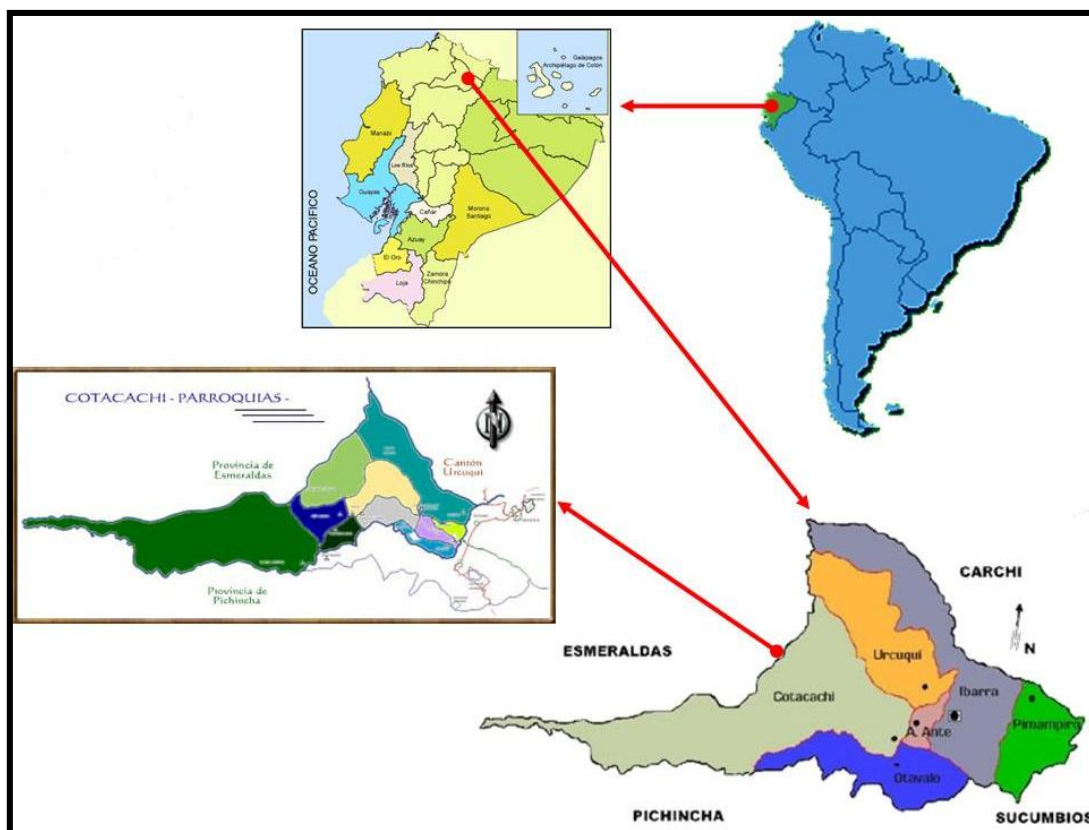 Galápagos
Archipiélago de Colón
Manabí
Los Ríos
Guayas
Cañar
Morona
Santiago
Azuay
El Oro
Zamora
Chinchipe
Loja
OCEANO PACIFICO
COTACACHI - PARROQUIAS -
N
Provincia de
Esmeraldas
Cantón
Urcuquí
Provincia de
Pichincha
CARCHI
N
ESMERALDAS
Urcuquí
Cotacachi
Ibarra
Pimampiro
A. Ante
Otavalo
PICHINCHA
SUCUMBIOS